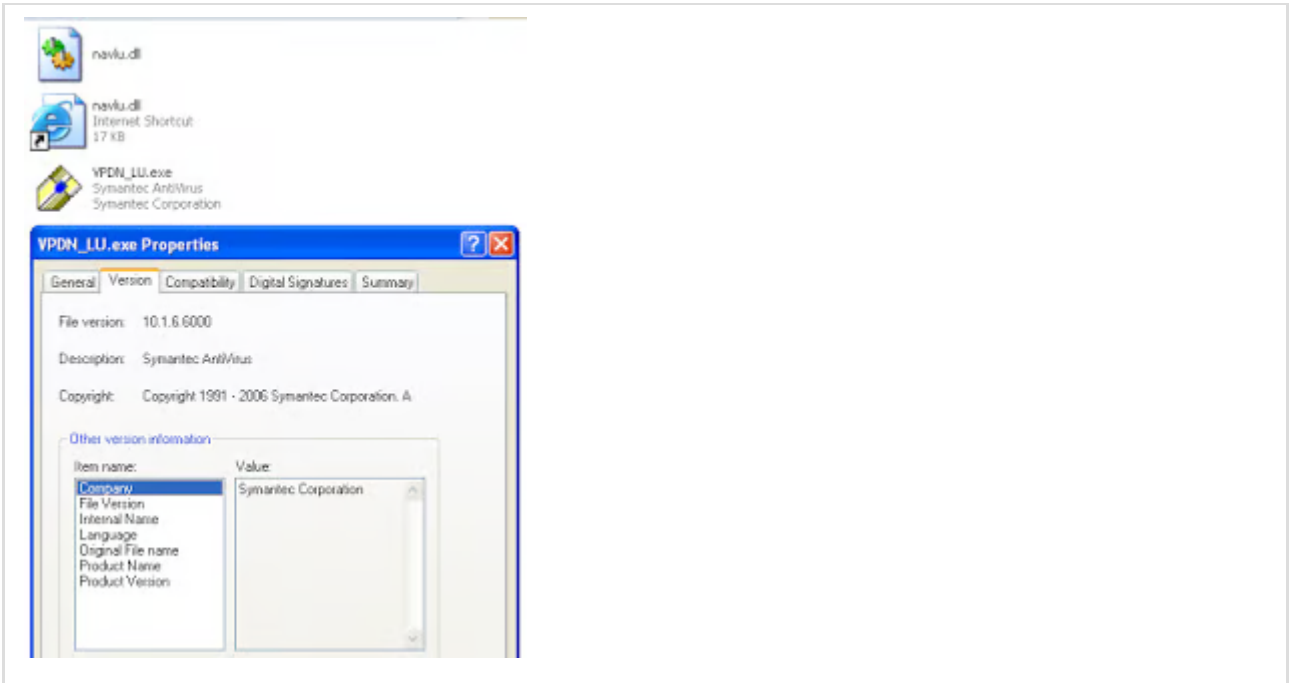 navlu.dll
navlu.dll
Internet Shortcut
17 KB
VPDN_LU.exe
Symantec AntiVirus
Symantec Corporation
VPDN_LU.exe Properties
General Version Compatibility Digital Signatures Summary
File version: 10.1.6.6000
Description: Symantec AntiVirus
Copyright: Copyright 1991 - 2006 Symantec Corporation. A
Other version information
Item name: Value:
Company Symantec Corporation
File Version
Internal Name
Language
Original File name
Product Name
Product Version